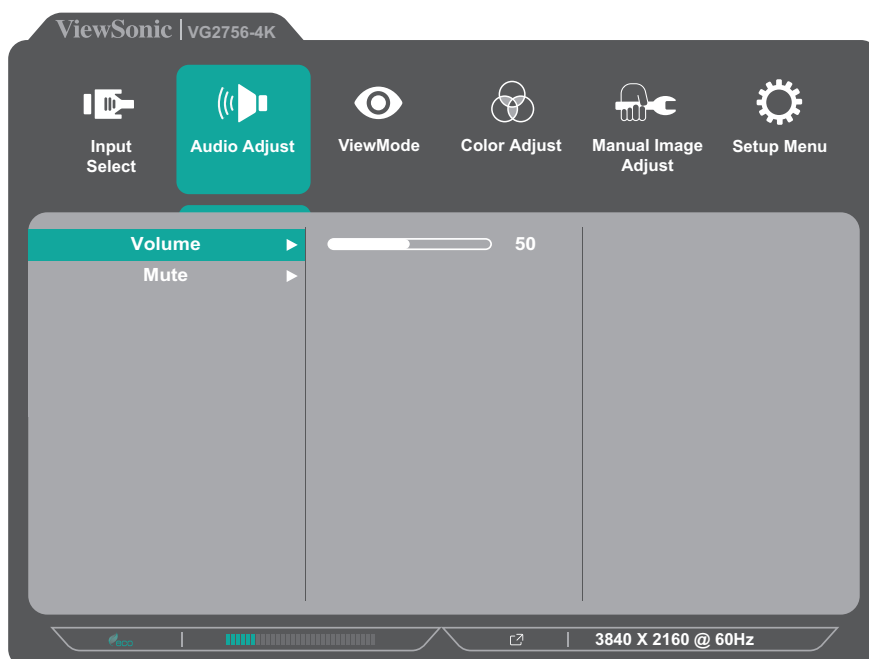 ViewSonic | VG2756-4K
Input Select
Audio Adjust
ViewMode
Color Adjust
Manual Image Adjust
Setup Menu
Volume
50
Mute
eco
3840 X 2160 @ 60Hz